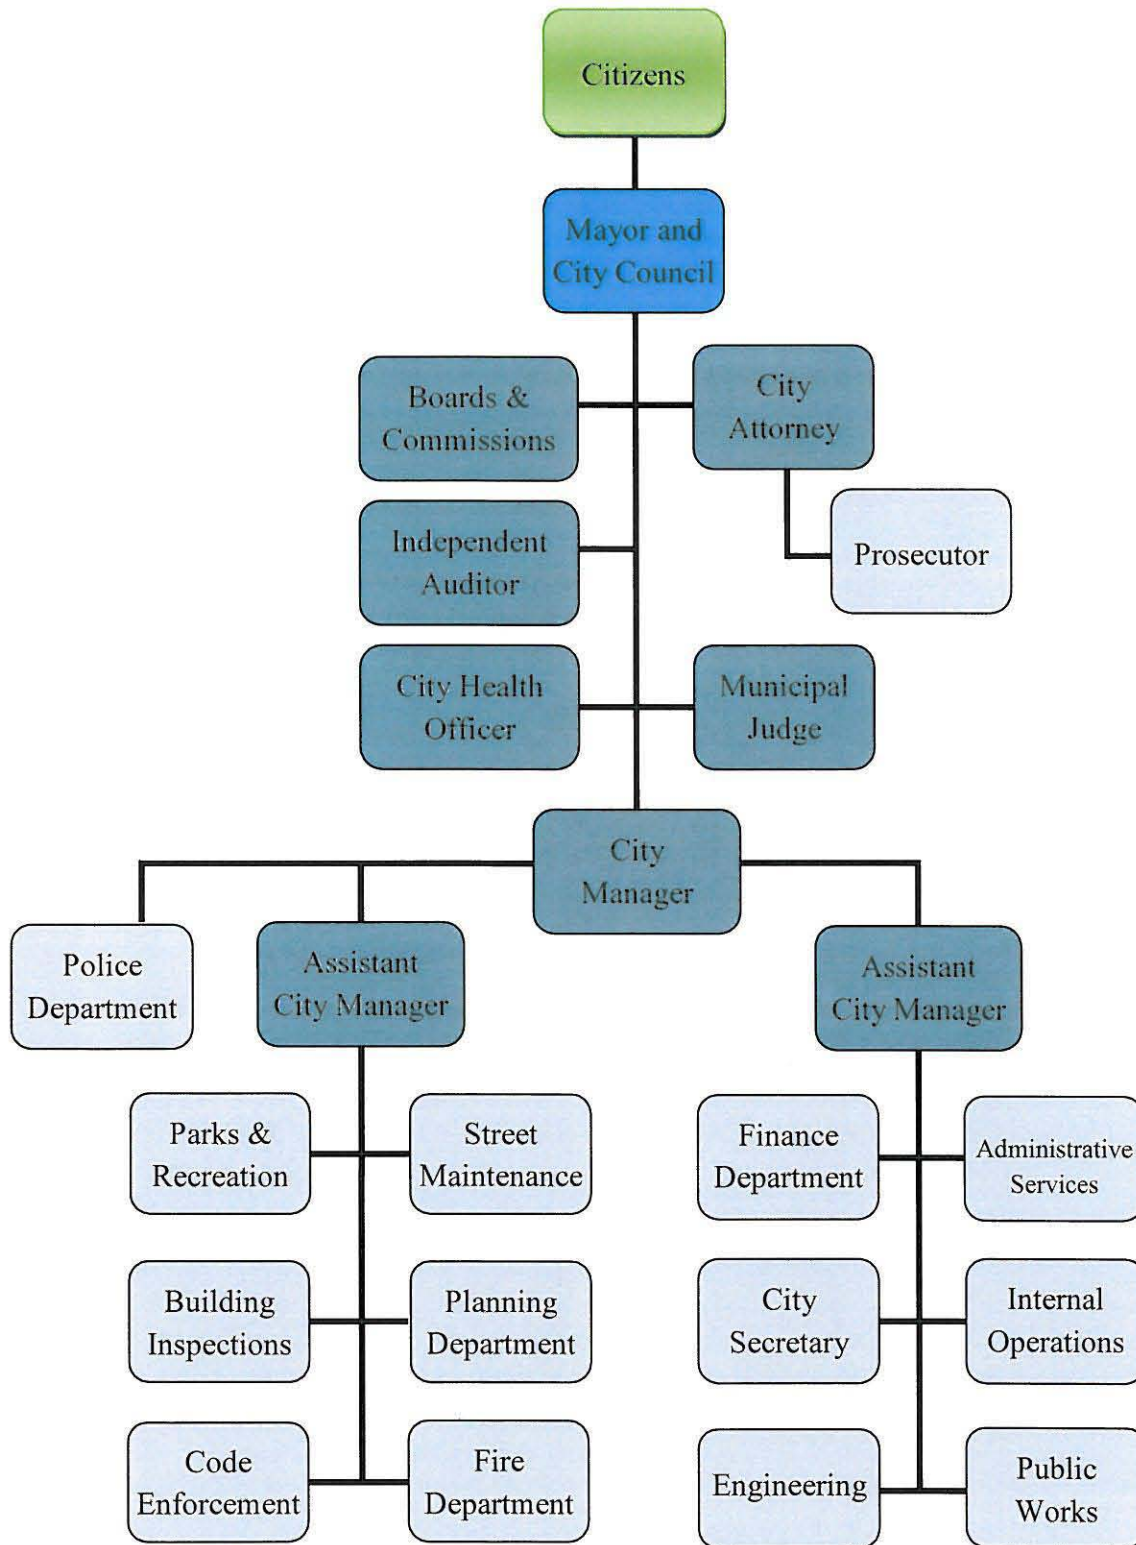 Citizens
Mayor and
City Council
Boards &
Commissions
City
Attorney
Independent
Auditor
Prosecutor
City Health
Officer
Municipal
Judge
City
Manager
Police
Department
Assistant
City Manager
Assistant
City Manager
Parks &
Recreation
Street
Maintenance
Finance
Department
Administrative
Services
Building
Inspections
Planning
Department
City
Secretary
Internal
Operations
Code
Enforcement
Fire
Department
Engineering
Public
Works